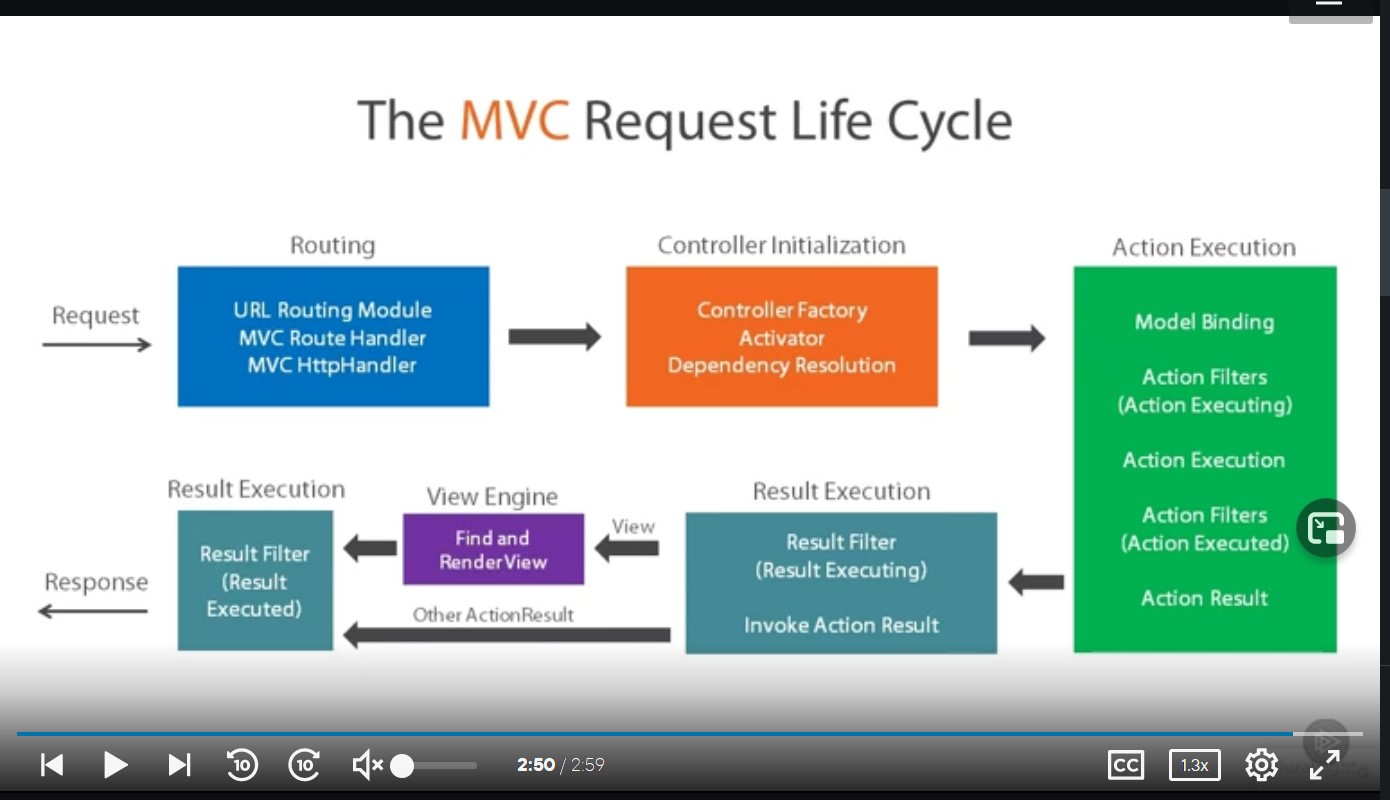 The MVC Request Life Cycle
Routing
Controller Initialization
Action Execution
Request
URL Routing Module
MVC Route Handler
MVC HttpHandler
Controller Factory
Activator
Dependency Resolution
Model Binding
Action Filters
(Action Executing)
Action Execution
Action Filters
(Action Executed)
Action Result
Result Execution
View Engine
Result Execution
Response
Result Filter
(Result
Executed)
Find and
Render View
View
Other ActionResult
Result Filter
(Result Executing)
Invoke Action Result
10
10
2:50 / 2:59
CC
1.3x